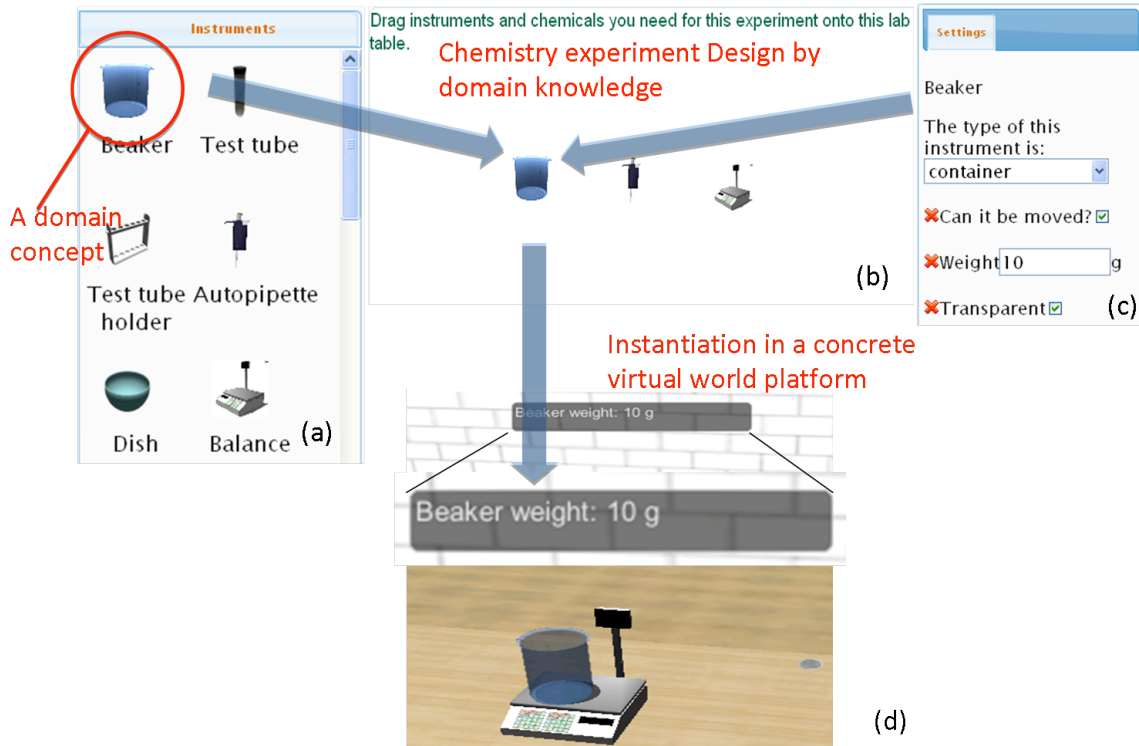 Instruments
Beaker
Test tube
A domain
concept
Test tube
holder
Autopipette
Dish
Balance
(a)
Drag instruments and chemicals you need for this experiment onto this lab
table.
Chemistry experiment Design by
domain knowledge
(b)
Settings
Beaker
The type of this
instrument is:
container
Can it be moved?
Weight 10 g
Transparent
(c)
Instantiation in a concrete
virtual world platform
Beaker weight: 10 g
Beaker weight: 10 g
(d)